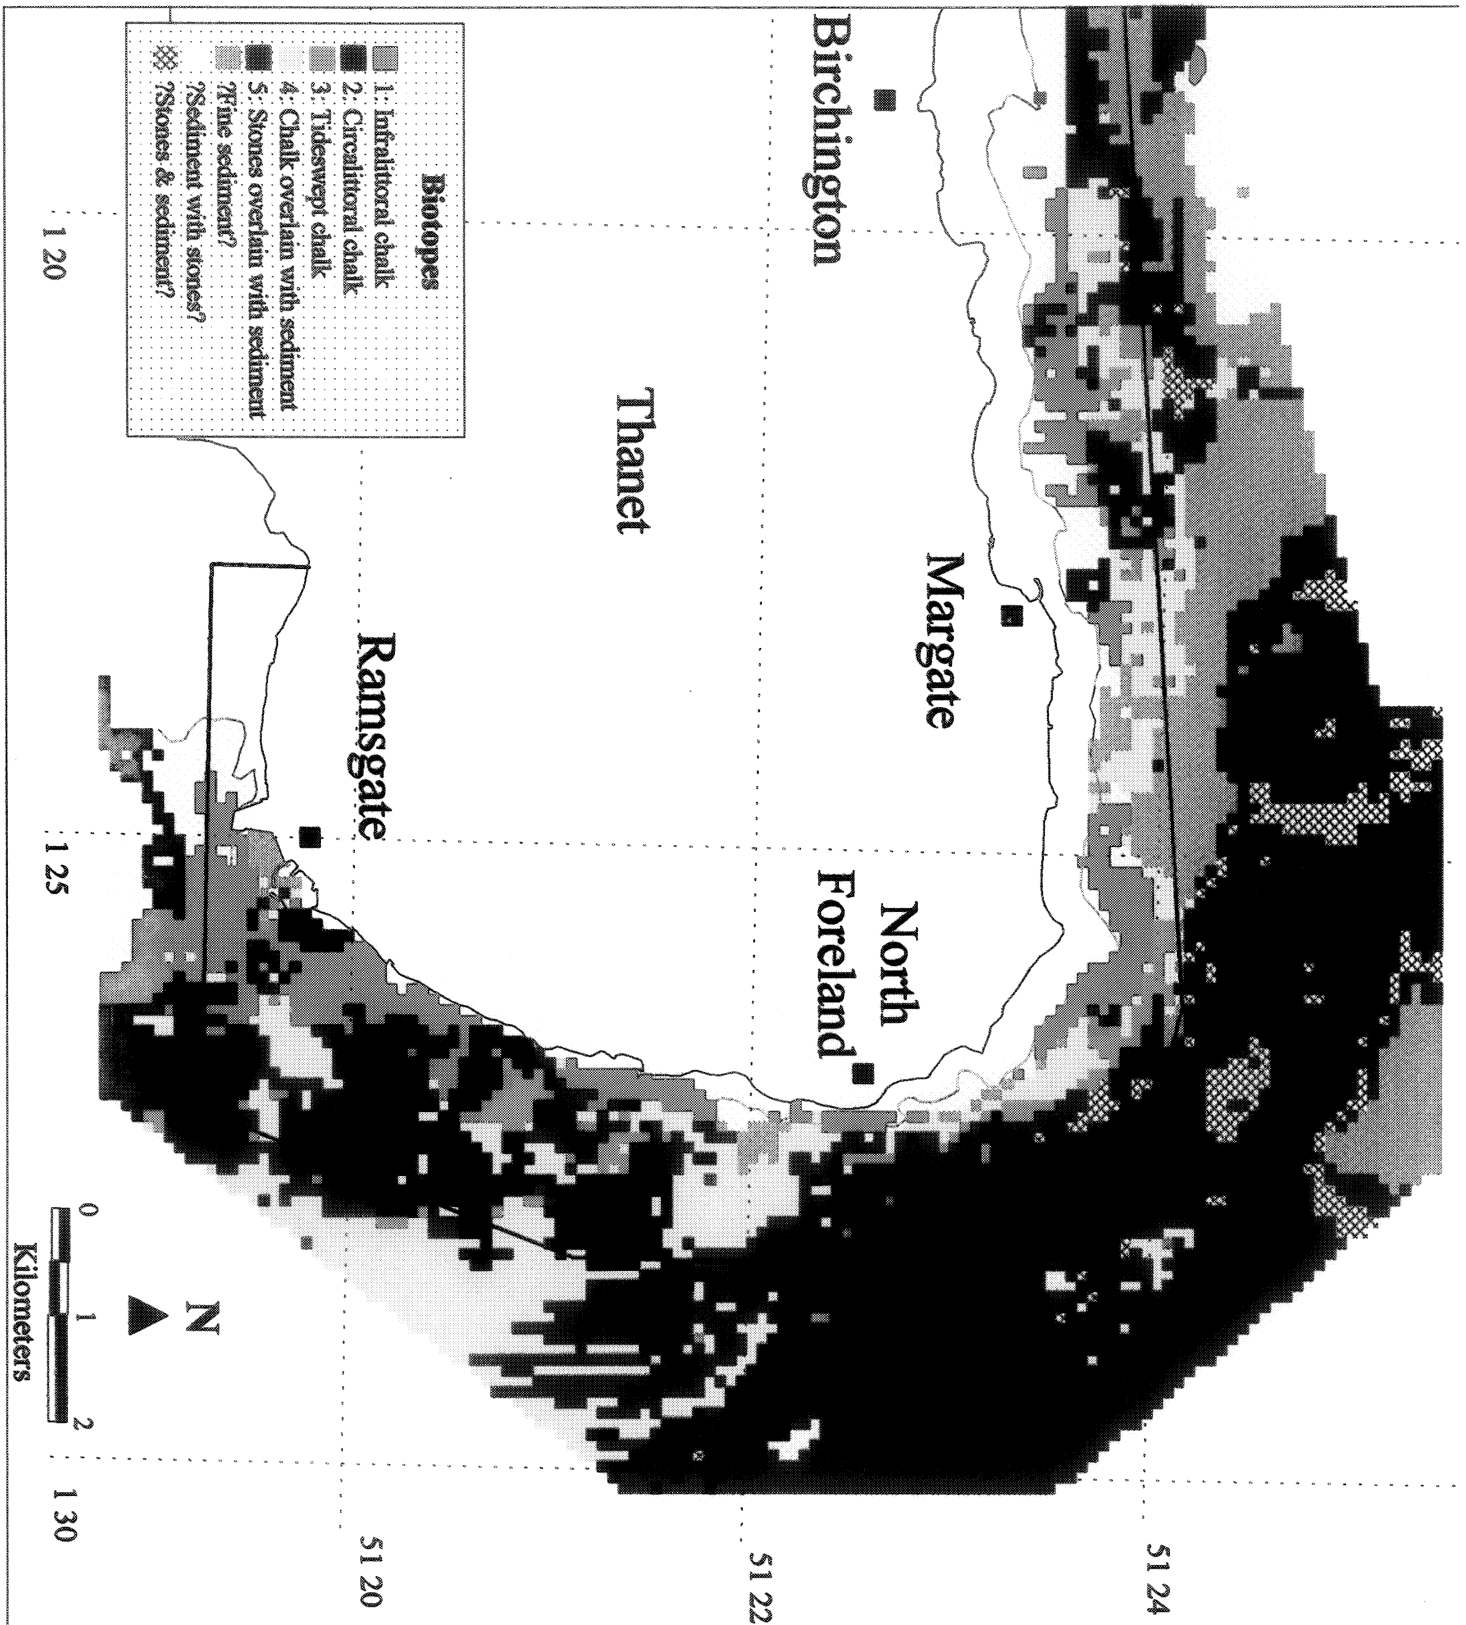 Birchington
Margate
Thanet
North
Foreland
Ramsgate
Biotopes
1: Infralittoral chalk
2: Circalittoral chalk
3: Tideswept chalk
4: Chalk overlain with sediment
5: Stones overlain with sediment
?Fine sediment?
?Sediment with stones?
?Stones & sediment?
51 24
51 22
51 20
1 20
1 25
1 30
N
0 1 2
Kilometers